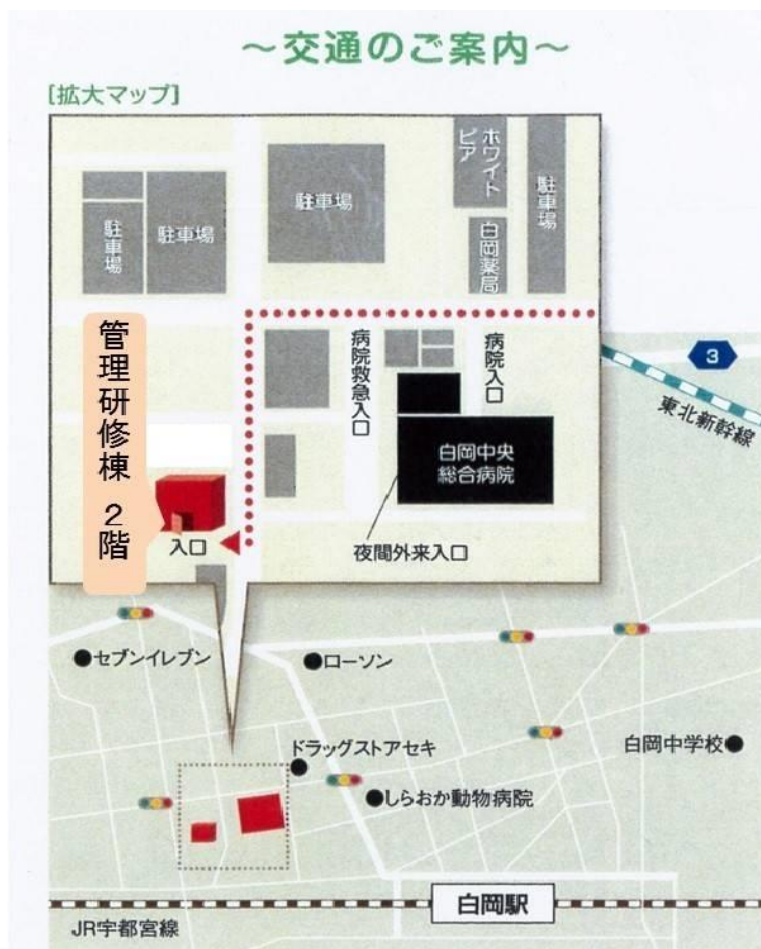 ～交通のご案内～
[拡大マップ]
ホワイト
ピア
駐車場
駐車場
駐車場
駐車場
白岡薬局
管理研修棟 2階
病院救急入口
病院入口
白岡中央
総合病院
入口
夜間外来入口
3
東北新幹線
セブンイレブン
ローソン
ドラッグストアセキ
白岡中学校
しらおか動物病院
白岡駅
JR宇都宮線